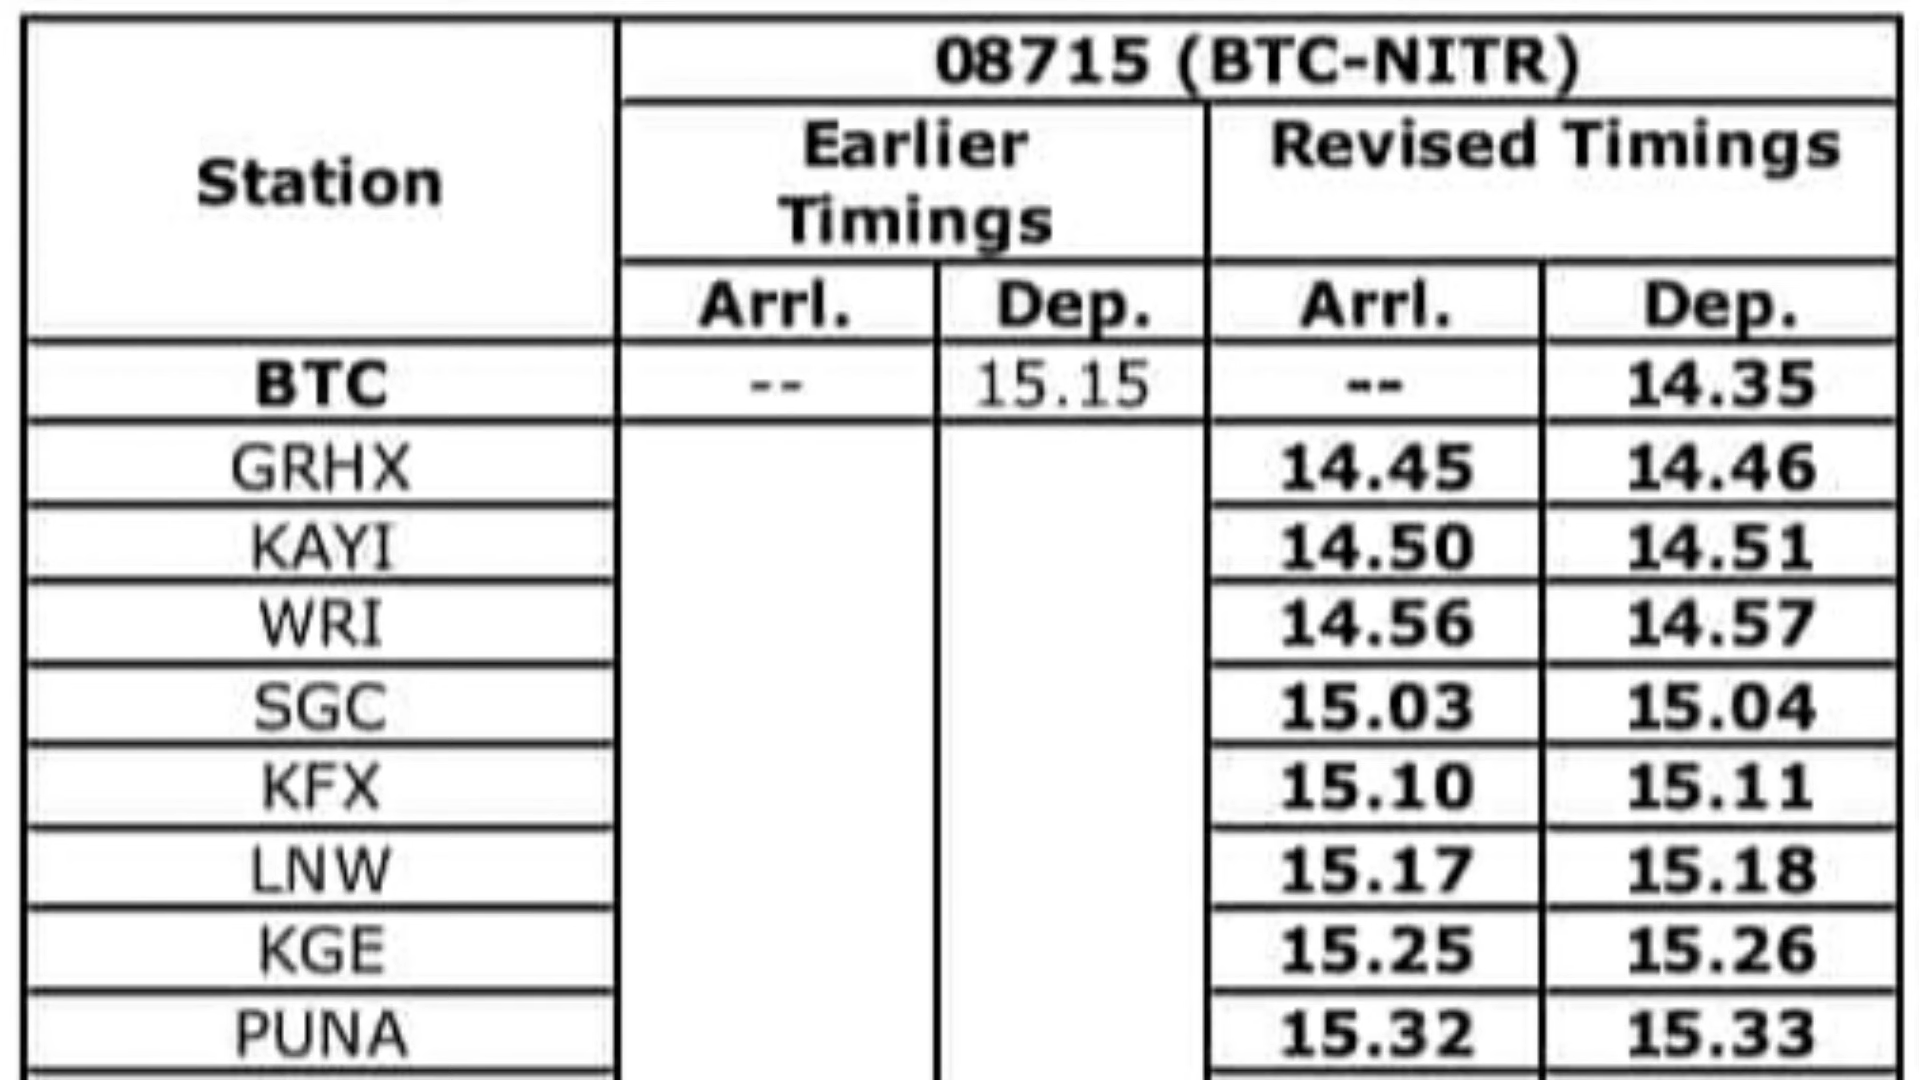 Station
08715 (BTC-NITR)
Earlier
Timings
Revised Timings
Arrl. Dep. Arrl. Dep.
BTC -- 15.15 -- 14.35
GRHX 14.45 14.46
KAYI 14.50 14.51
WRI 14.56 14.57
SGC 15.03 15.04
KFX 15.10 15.11
LNW 15.17 15.18
KGE 15.25 15.26
PUNA 15.32 15.33